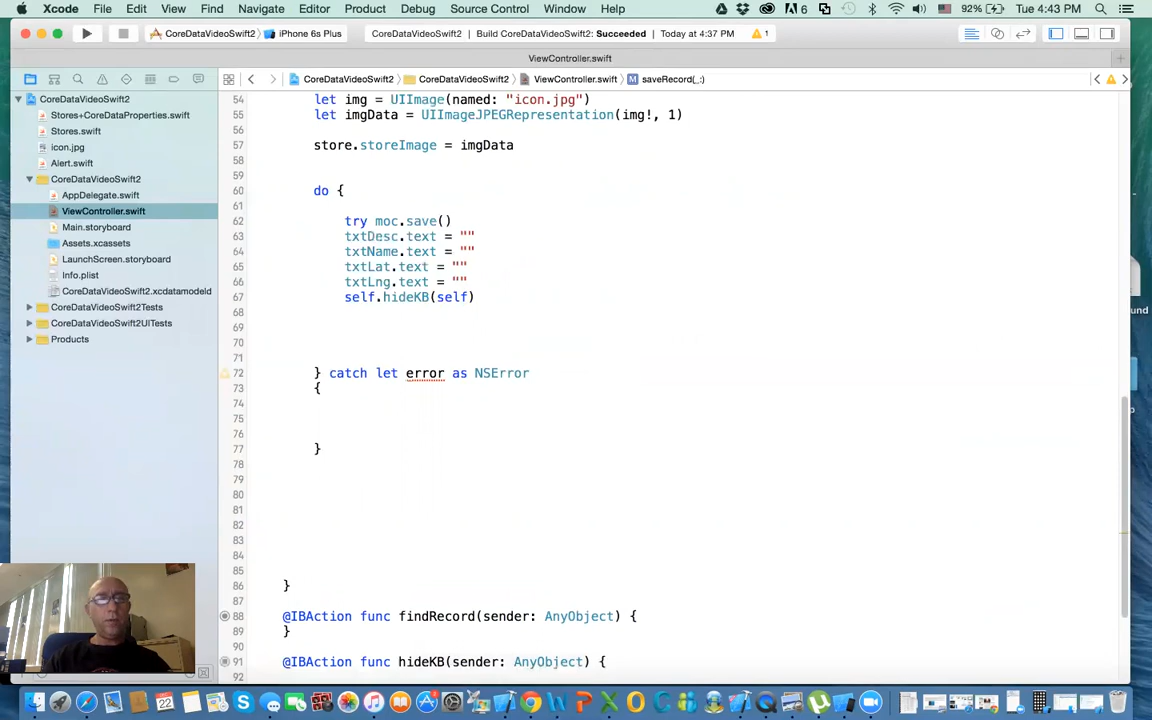 Xcode File Edit View Find Navigate Editor Product Debug Source Control Window Help 6 92% Tue 4:43 PM
CoreDataVideoSwift2 iPhone 6s Plus CoreDataVideoSwift2 | Build CoreDataVideoSwift2: Succeeded Today at 4:37 PM 1
ViewController.swift
CoreDataVideoSwift2 CoreDataVideoSwift2 ViewController.swift saveRecord(_:)
CoreDataVideoSwift2
Stores+CoreDataProperties.swift
Stores.swift
icon.jpg
Alert.swift
CoreDataVideoSwift2
AppDelegate.swift
ViewController.swift
Main.storyboard
Assets.xcassets
LaunchScreen.storyboard
Info.plist
CoreDataVideoSwift2.xcdatamodeld
CoreDataVideoSwift2Tests
CoreDataVideoSwift2UITests
Products
54 let img = UIImage(named: "icon.jpg")
55 let imgData = UIImageJPEGRepresentation(img!, 1)
56
57 store.storeImage = imgData
58
59
60 do {
61
62 try moc.save()
63 txtDesc.text = ""
64 txtName.text = ""
65 txtLat.text = ""
66 txtLng.text = ""
67 self.hideKB(self)
68
69
70
71
72 } catch let error as NSError
73 {
74
75
76
77 }
78
79
80
81
82
83
84
85
86 }
87
88 @IBAction func findRecord(sender: AnyObject) {
89 }
90
91 @IBAction func hideKB(sender: AnyObject) {
92
ound